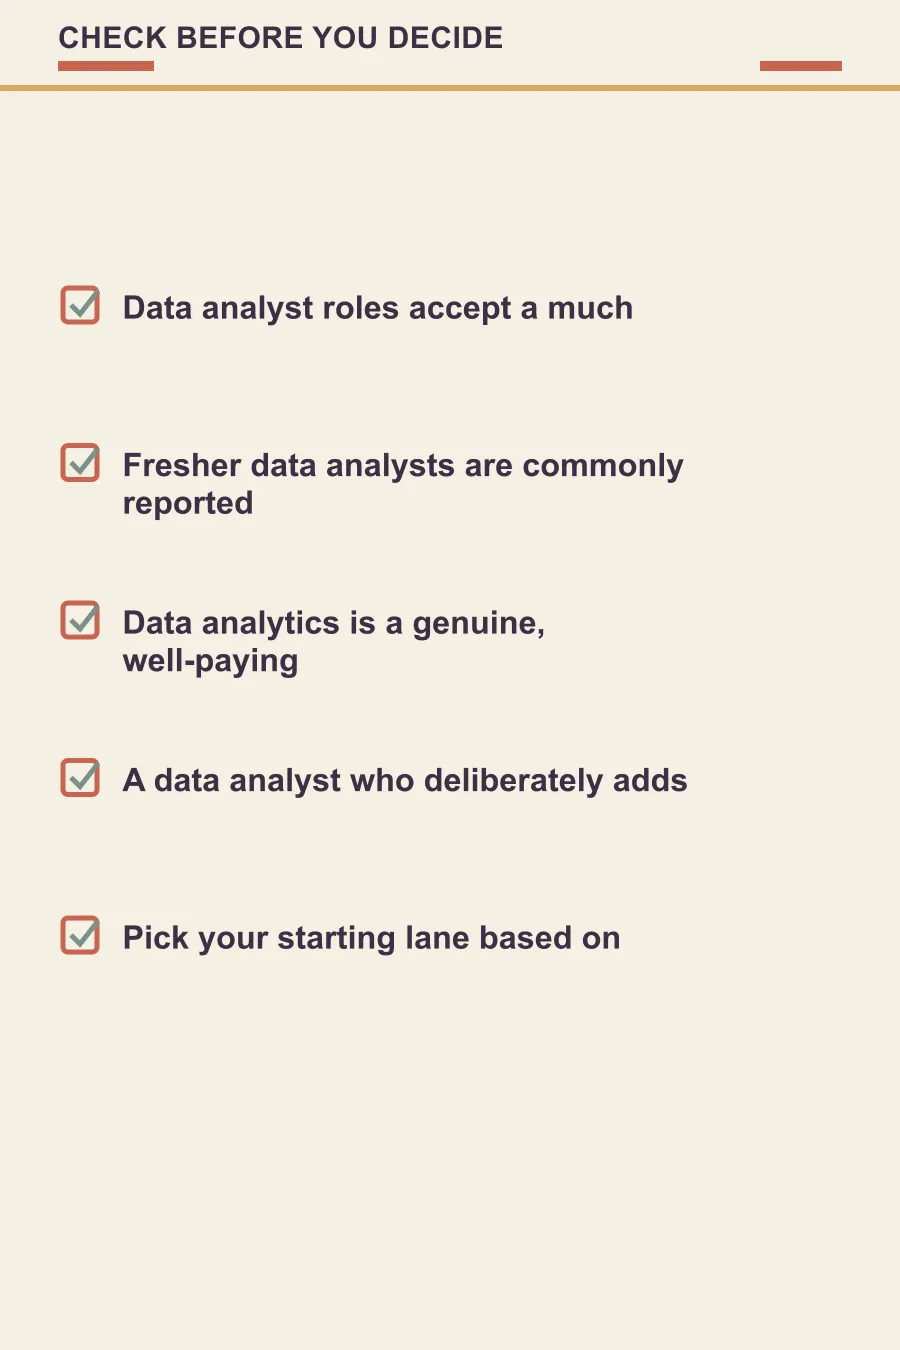 CHECK BEFORE YOU DECIDE
Data analyst roles accept a much
Fresher data analysts are commonly
reported
Data analytics is a genuine,
well-paying
A data analyst who deliberately adds
Pick your starting lane based on